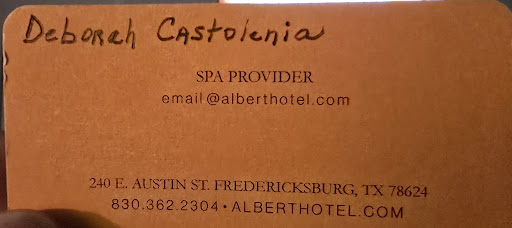 Deborah Castolenia
SPA PROVIDER
email@alberthotel.com
240 E. AUSTIN ST. FREDERICKSBURG, TX 78624
830.362.2304 • ALBERTHOTEL.COM